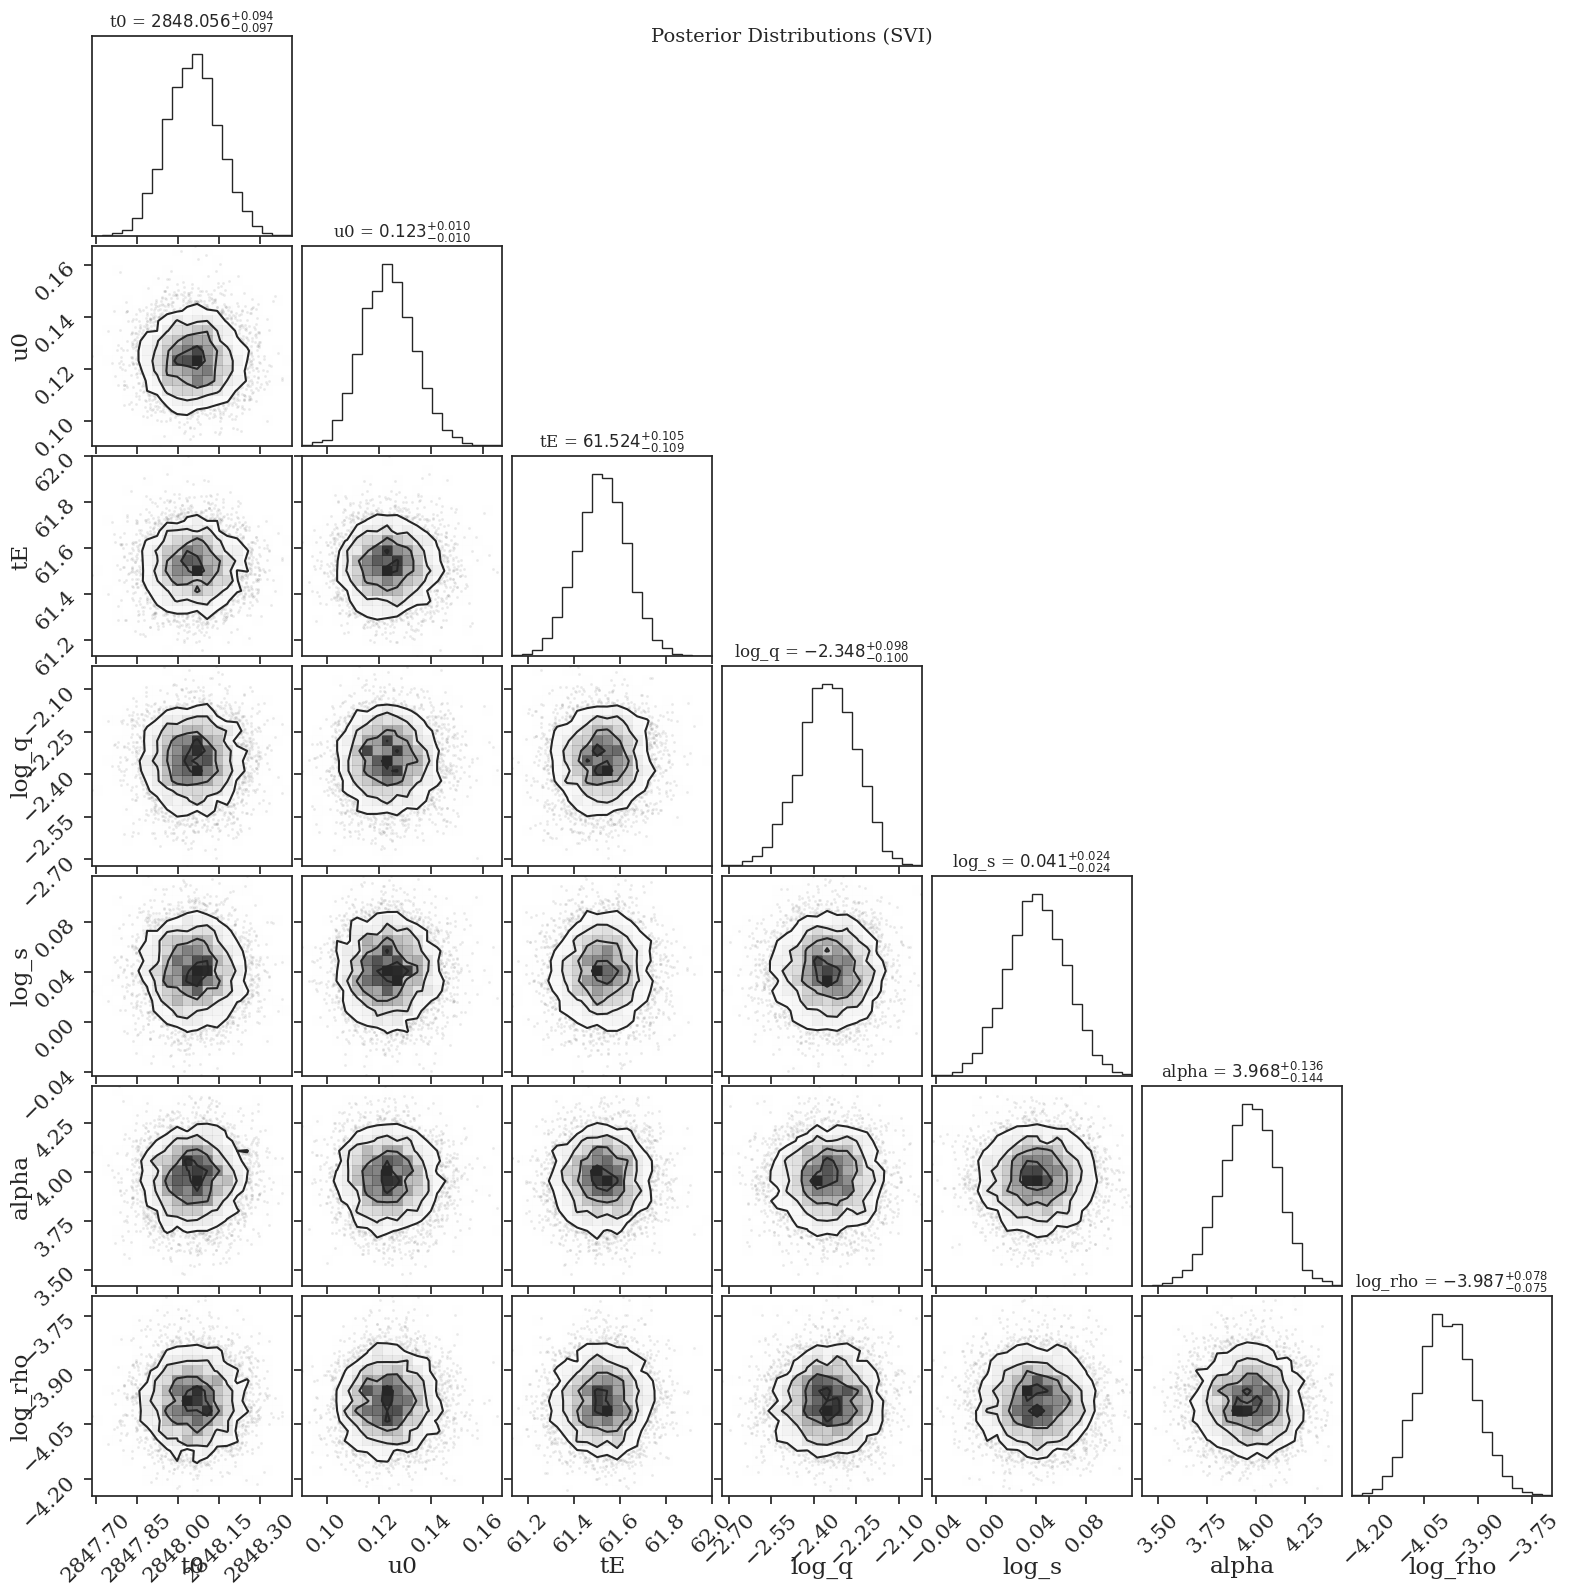 t0 = 2848.056+0.094 −0.097
Posterior Distributions (SVI)
u0 = 0.123+0.010 −0.010
0.16
0.14
0.12
0.10
u0
tE = 61.524+0.105 −0.109
62.0
61.8
61.6
61.4
61.2
tE
log_q = −2.348+0.098 −0.100
−2.10
−2.25
−2.40
−2.55
−2.70
log_q
log_s = 0.041+0.024 −0.024
0.08
0.04
0.00
−0.04
log_s
alpha = 3.968+0.136 −0.144
4.25
4.00
3.75
3.50
alpha
log_rho = −3.987+0.078 −0.075
−3.75
−3.90
−4.05
−4.20
log_rho
2847.70 2847.85 2848.00 2848.15 2848.30 0.10 0.12 0.14 0.16 61.2 61.4 61.6 61.8 62.0 −2.70 −2.55 −2.40 −2.25 −2.10 −0.04 0.00 0.04 0.08 3.50 3.75 4.00 4.25 −4.20 −4.05 −3.90 −3.75
t0 u0 tE log_q log_s alpha log_rho